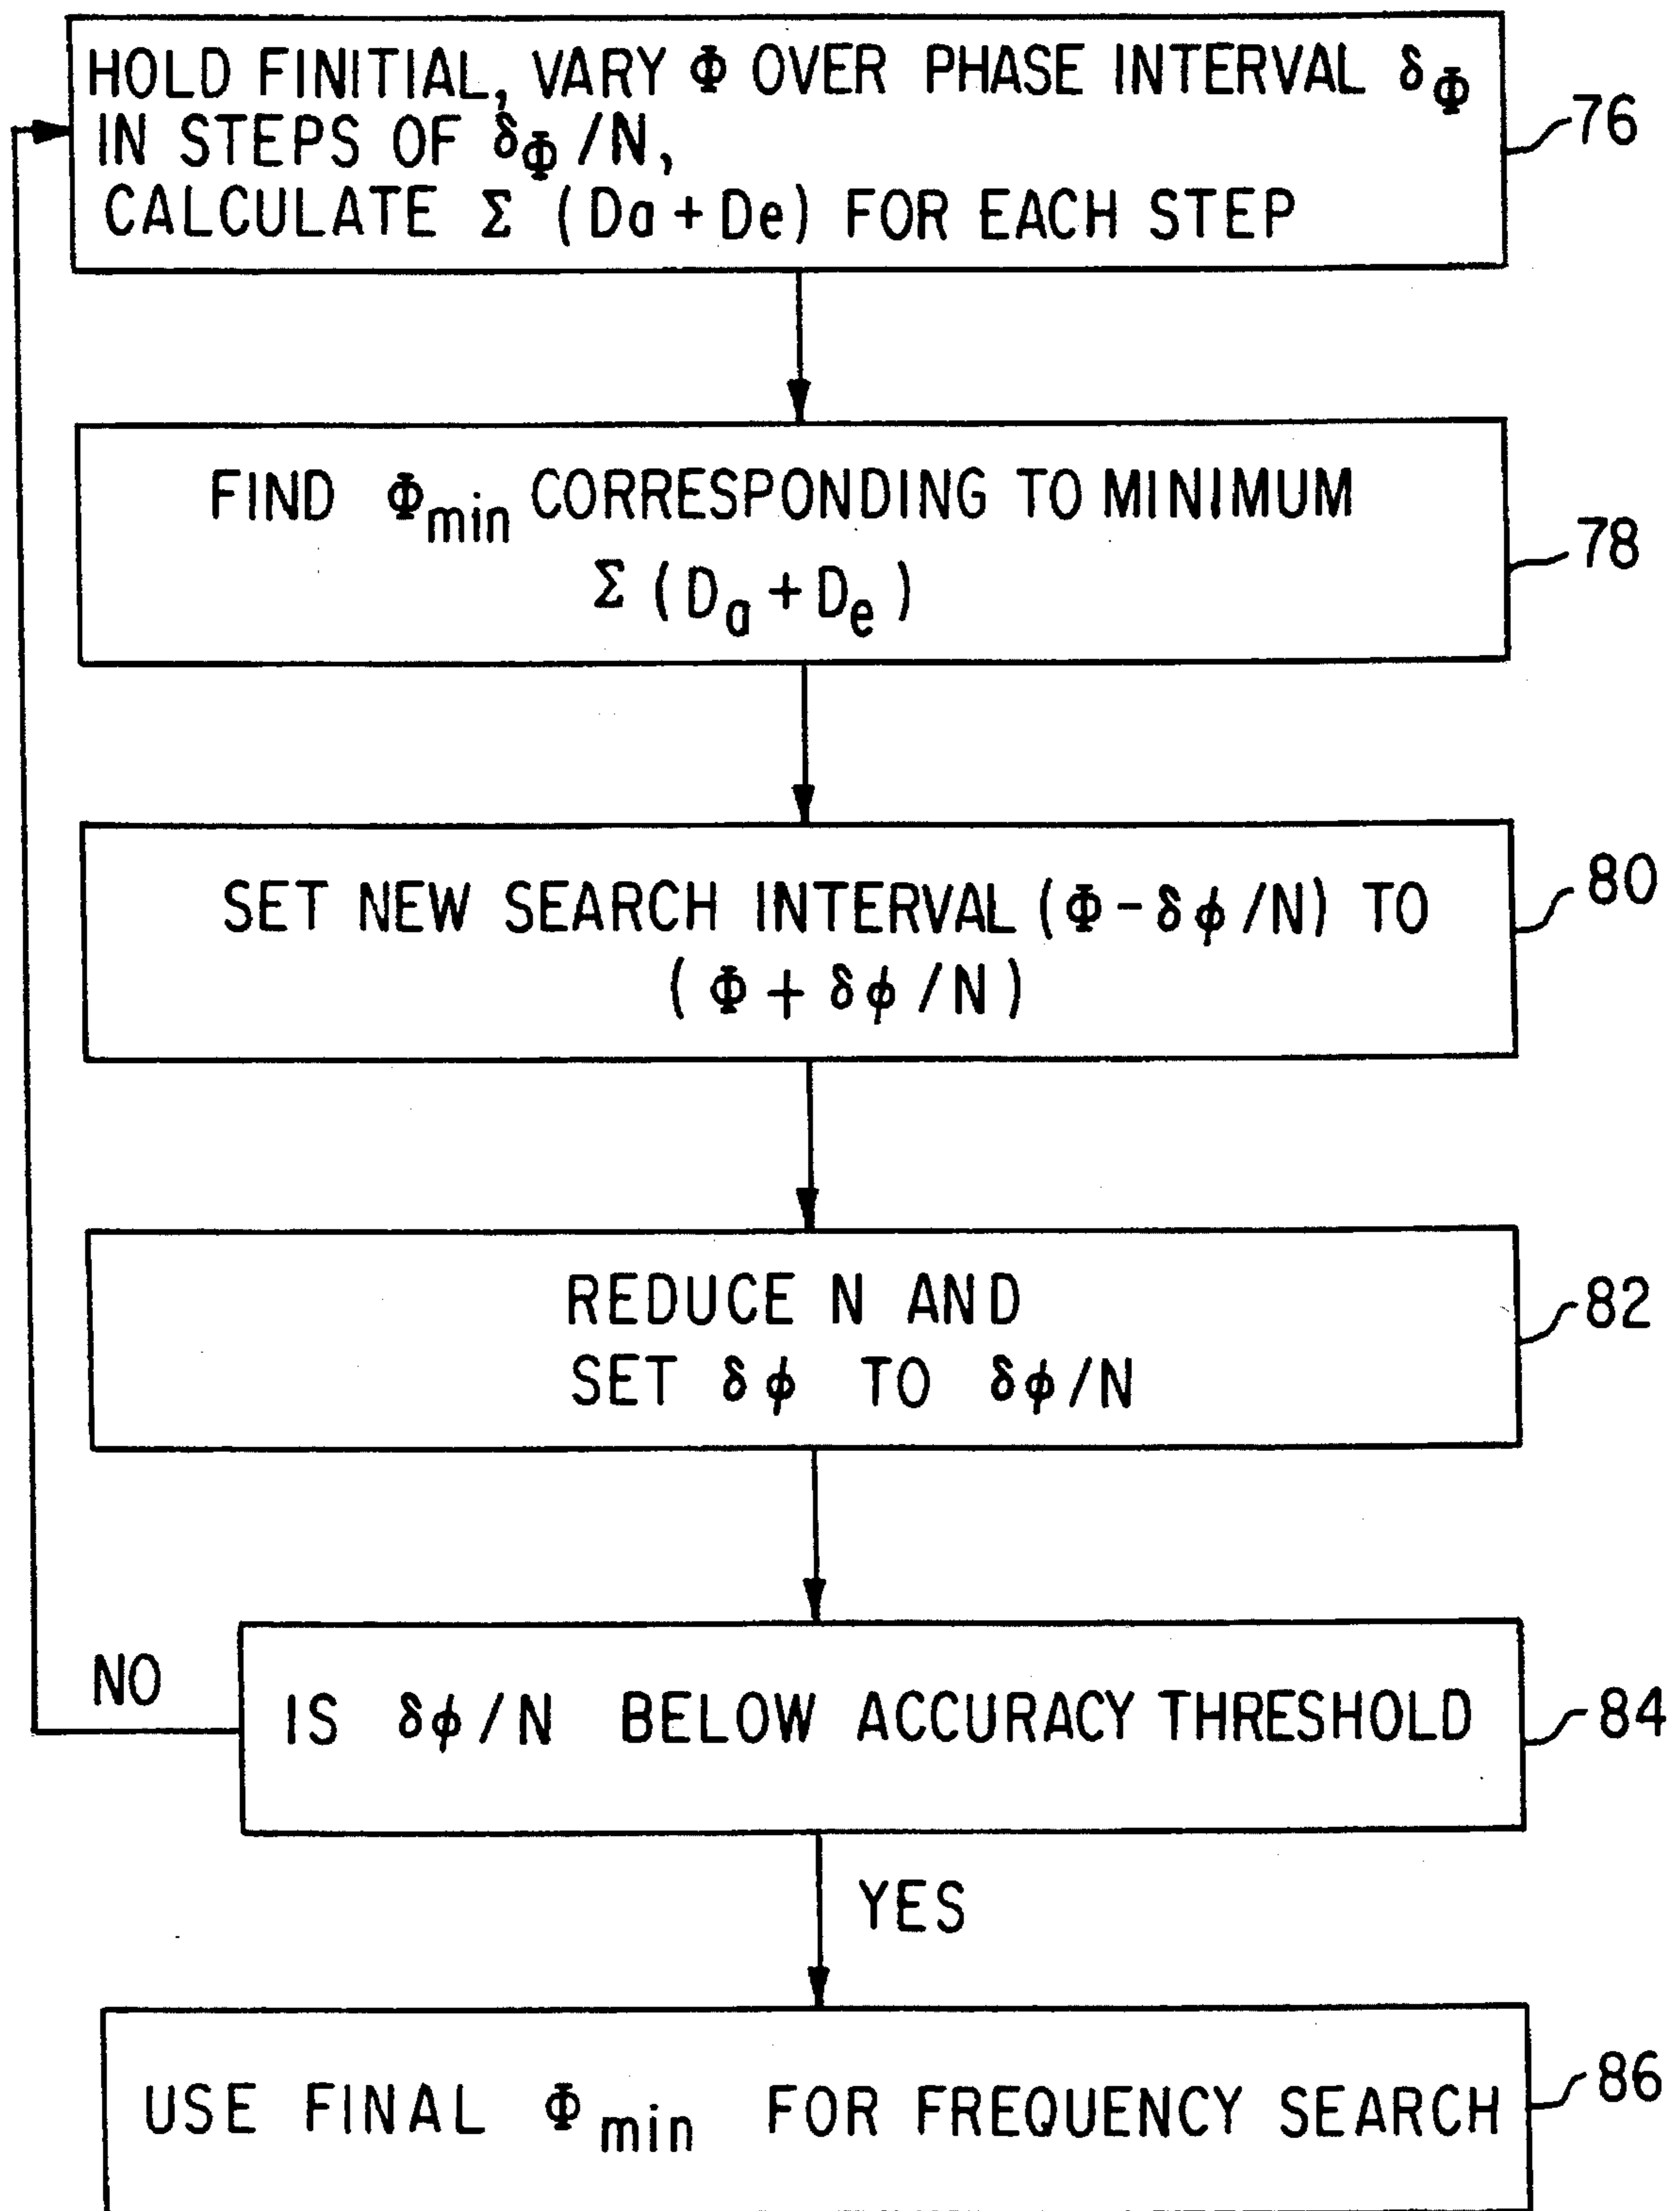 HOLD FINITIAL, VARY Φ OVER PHASE INTERVAL δΦ
IN STEPS OF δΦ/N,
CALCULATE Σ (Da + De) FOR EACH STEP
76
FIND Φmin CORRESPONDING TO MINIMUM
Σ (Da + De)
78
SET NEW SEARCH INTERVAL (Φ - δϕ/N) TO
(Φ + δϕ/N)
80
REDUCE N AND
SET δϕ TO δϕ/N
82
NO
IS δϕ/N BELOW ACCURACY THRESHOLD
84
YES
USE FINAL Φmin FOR FREQUENCY SEARCH
86